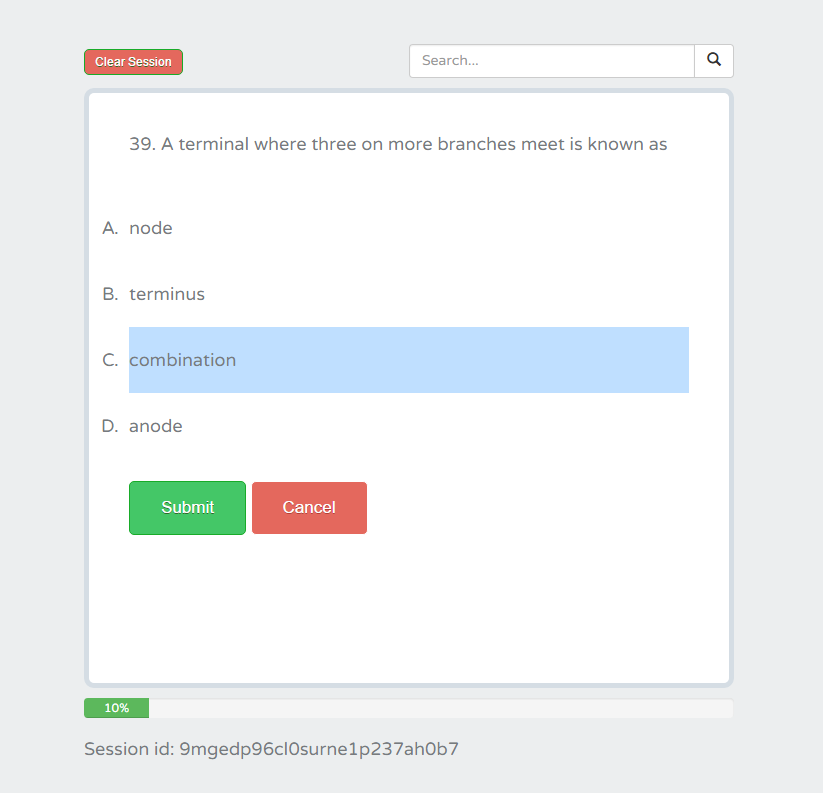 Clear Session
Search...
39. A terminal where three on more branches meet is known as
A. node
B. terminus
C. combination
D. anode
Submit Cancel
10%
Session id: 9mgedp96cl0surne1p237ah0b7